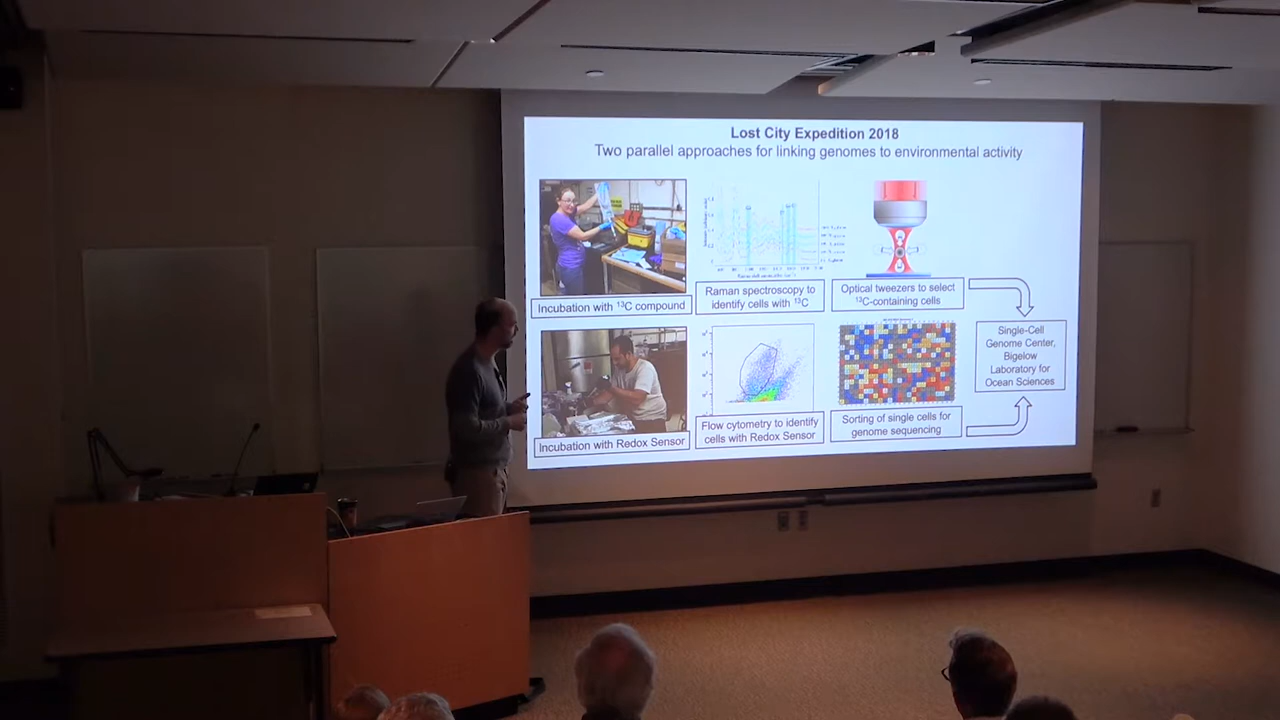 Lost City Expedition 2018
Two parallel approaches for linking genomes to environmental activity
Incubation with ¹³C compound
Raman spectroscopy to
identify cells with ¹³C
Optical tweezers to select
¹³C-containing cells
Single-Cell
Genome Center,
Bigelow
Laboratory for
Ocean Sciences
Incubation with Redox Sensor
Flow cytometry to identify
cells with Redox Sensor
Sorting of single cells for
genome sequencing